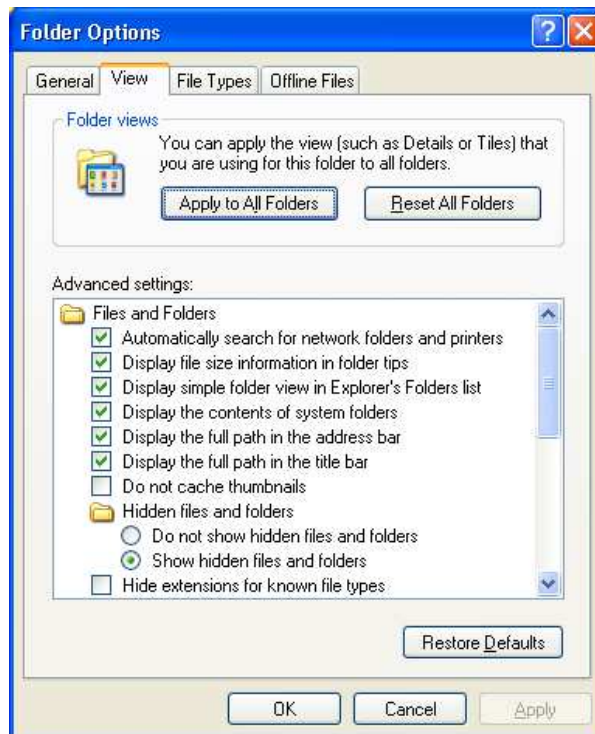 Folder Options
?
General
View
File Types
Offline Files
Folder views
You can apply the view (such as Details or Tiles) that
you are using for this folder to all folders.
Apply to All Folders
Reset All Folders
Advanced settings:
Files and Folders
Automatically search for network folders and printers
Display file size information in folder tips
Display simple folder view in Explorer's Folders list
Display the contents of system folders
Display the full path in the address bar
Display the full path in the title bar
Do not cache thumbnails
Hidden files and folders
Do not show hidden files and folders
Show hidden files and folders
Hide extensions for known file types
Restore Defaults
OK
Cancel
Apply